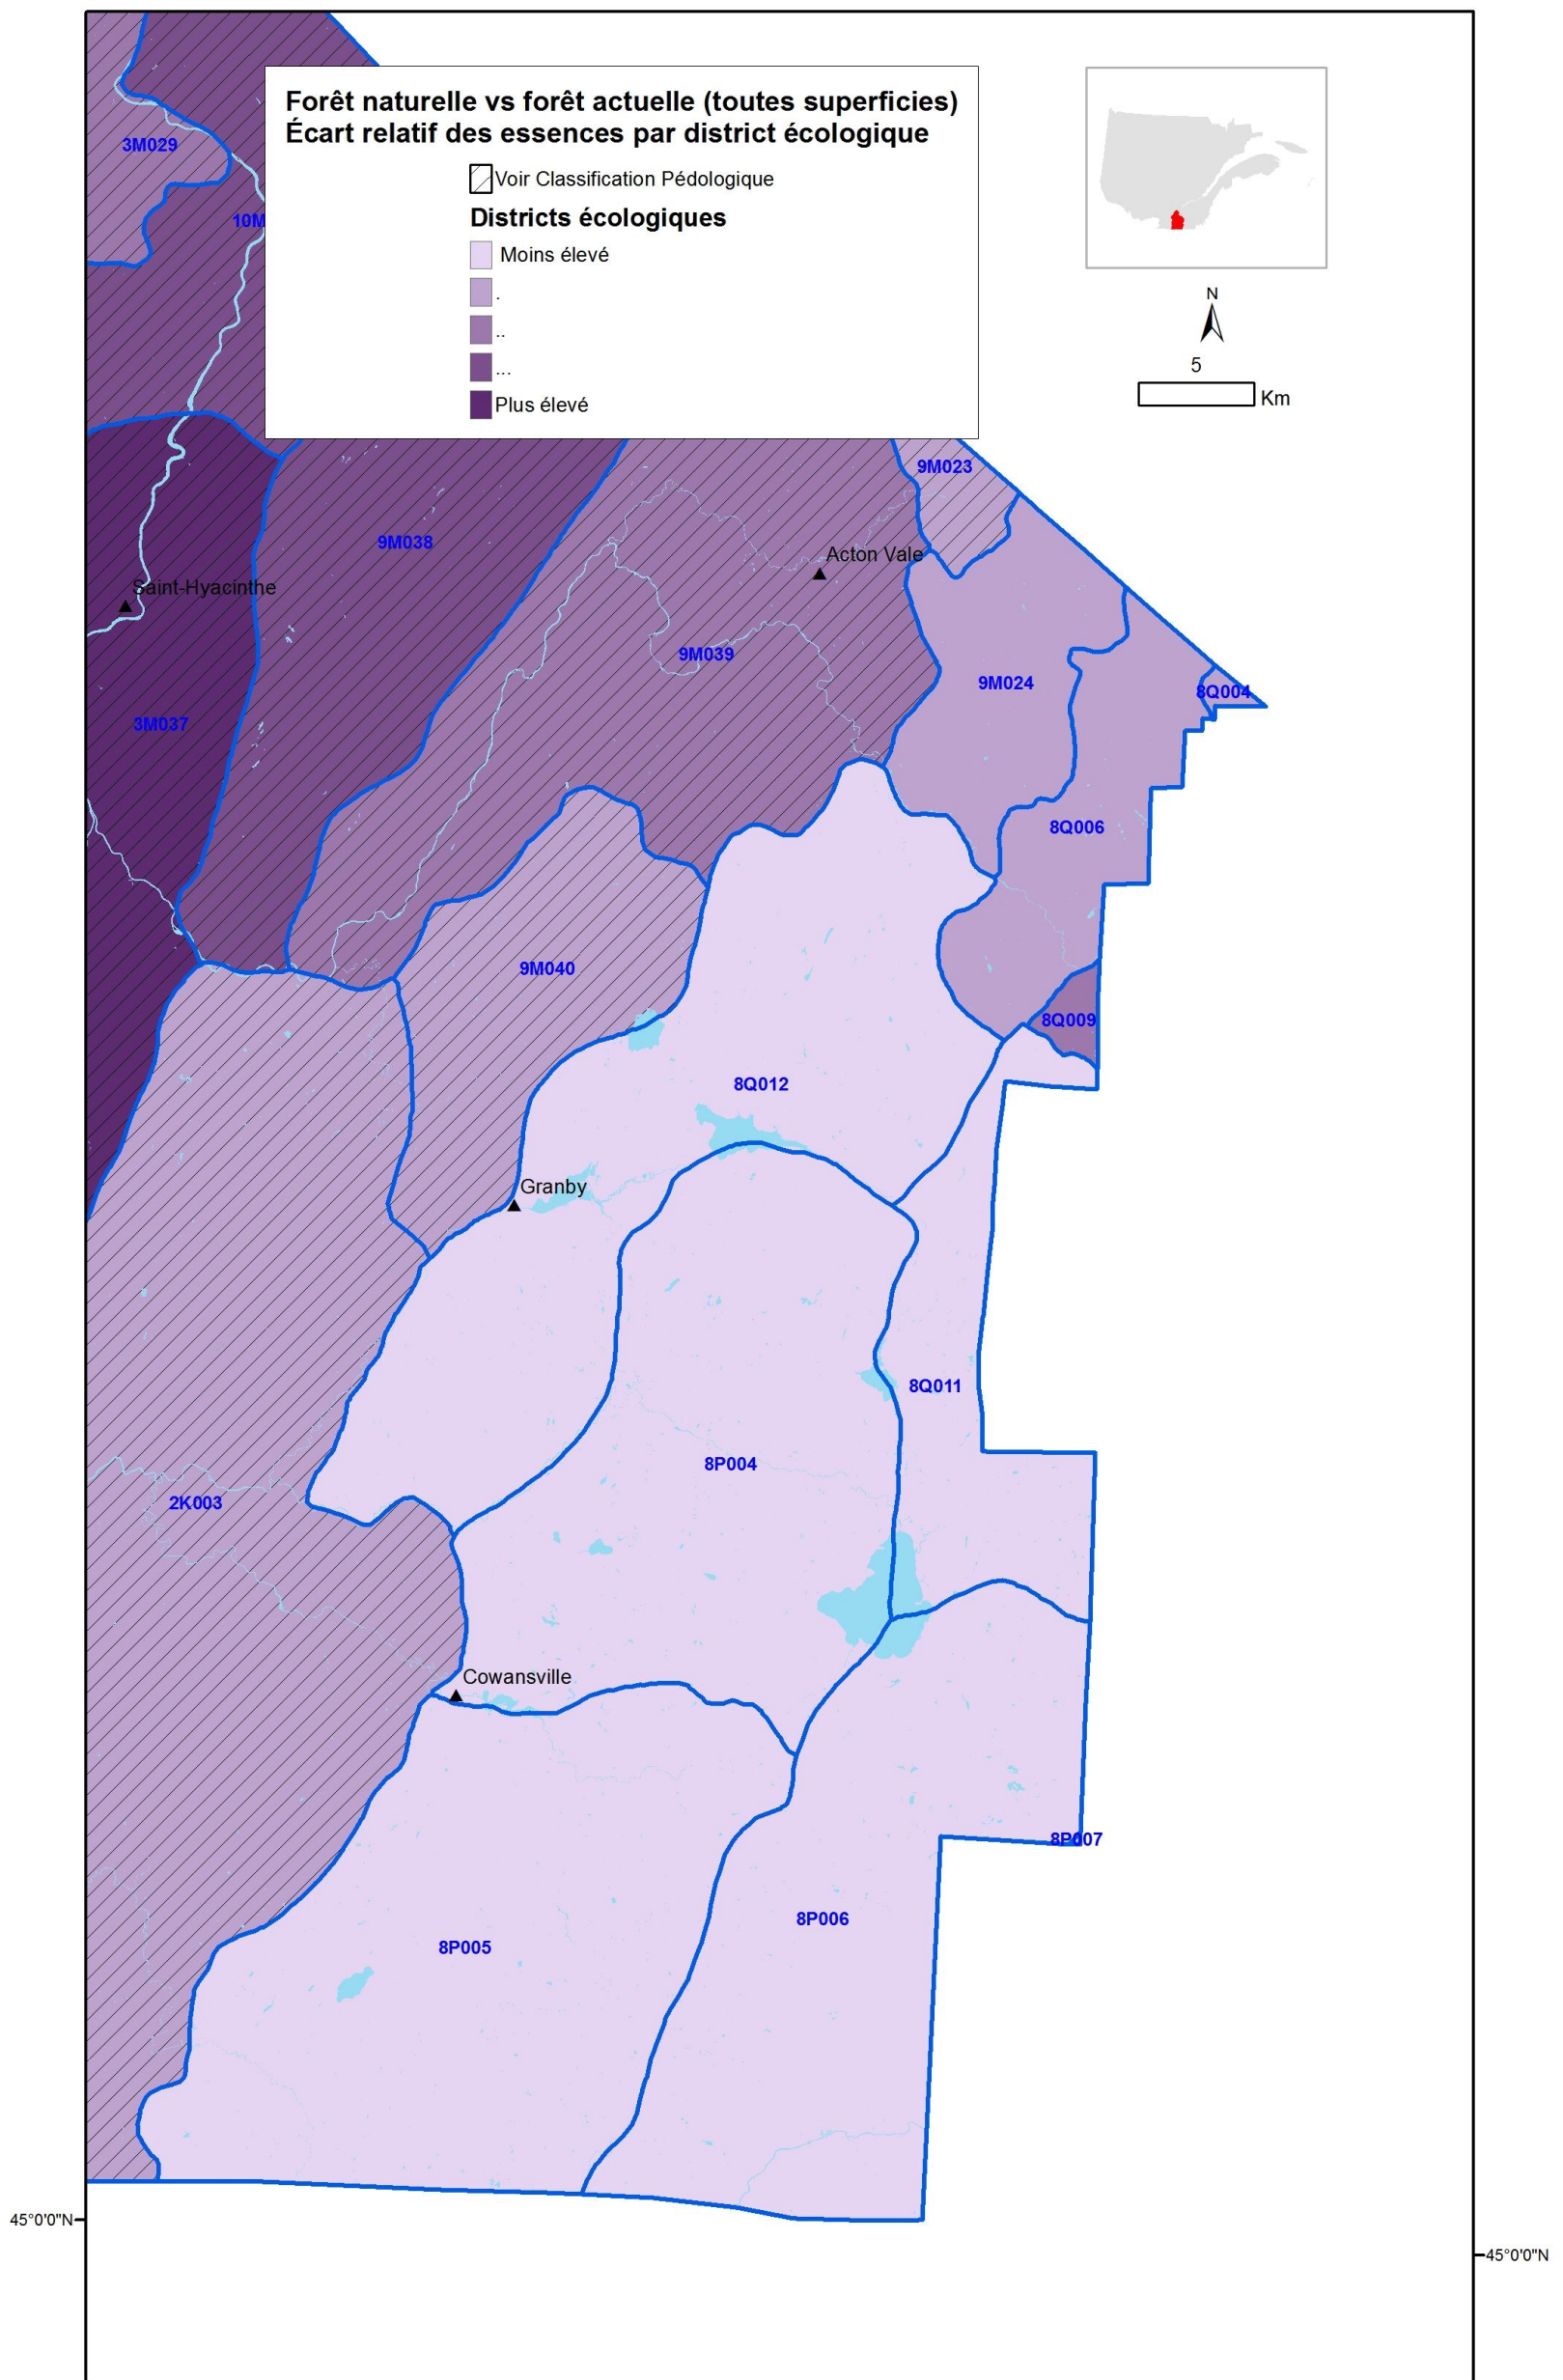 Forêt naturelle vs forêt actuelle (toutes superficies)
Écart relatif des essences par district écologique
Voir Classification Pédologique
Districts écologiques
Moins élevé
.
..
...
Plus élevé
N
5
Km
3M029
10M
9M023
9M038
Acton Vale
Saint-Hyacinthe
9M039
9M024
8Q004
3M037
8Q006
9M040
8Q009
8Q012
Granby
8Q011
8P004
2K003
Cowansville
8P007
8P006
8P005
45°0'0"N
45°0'0"N